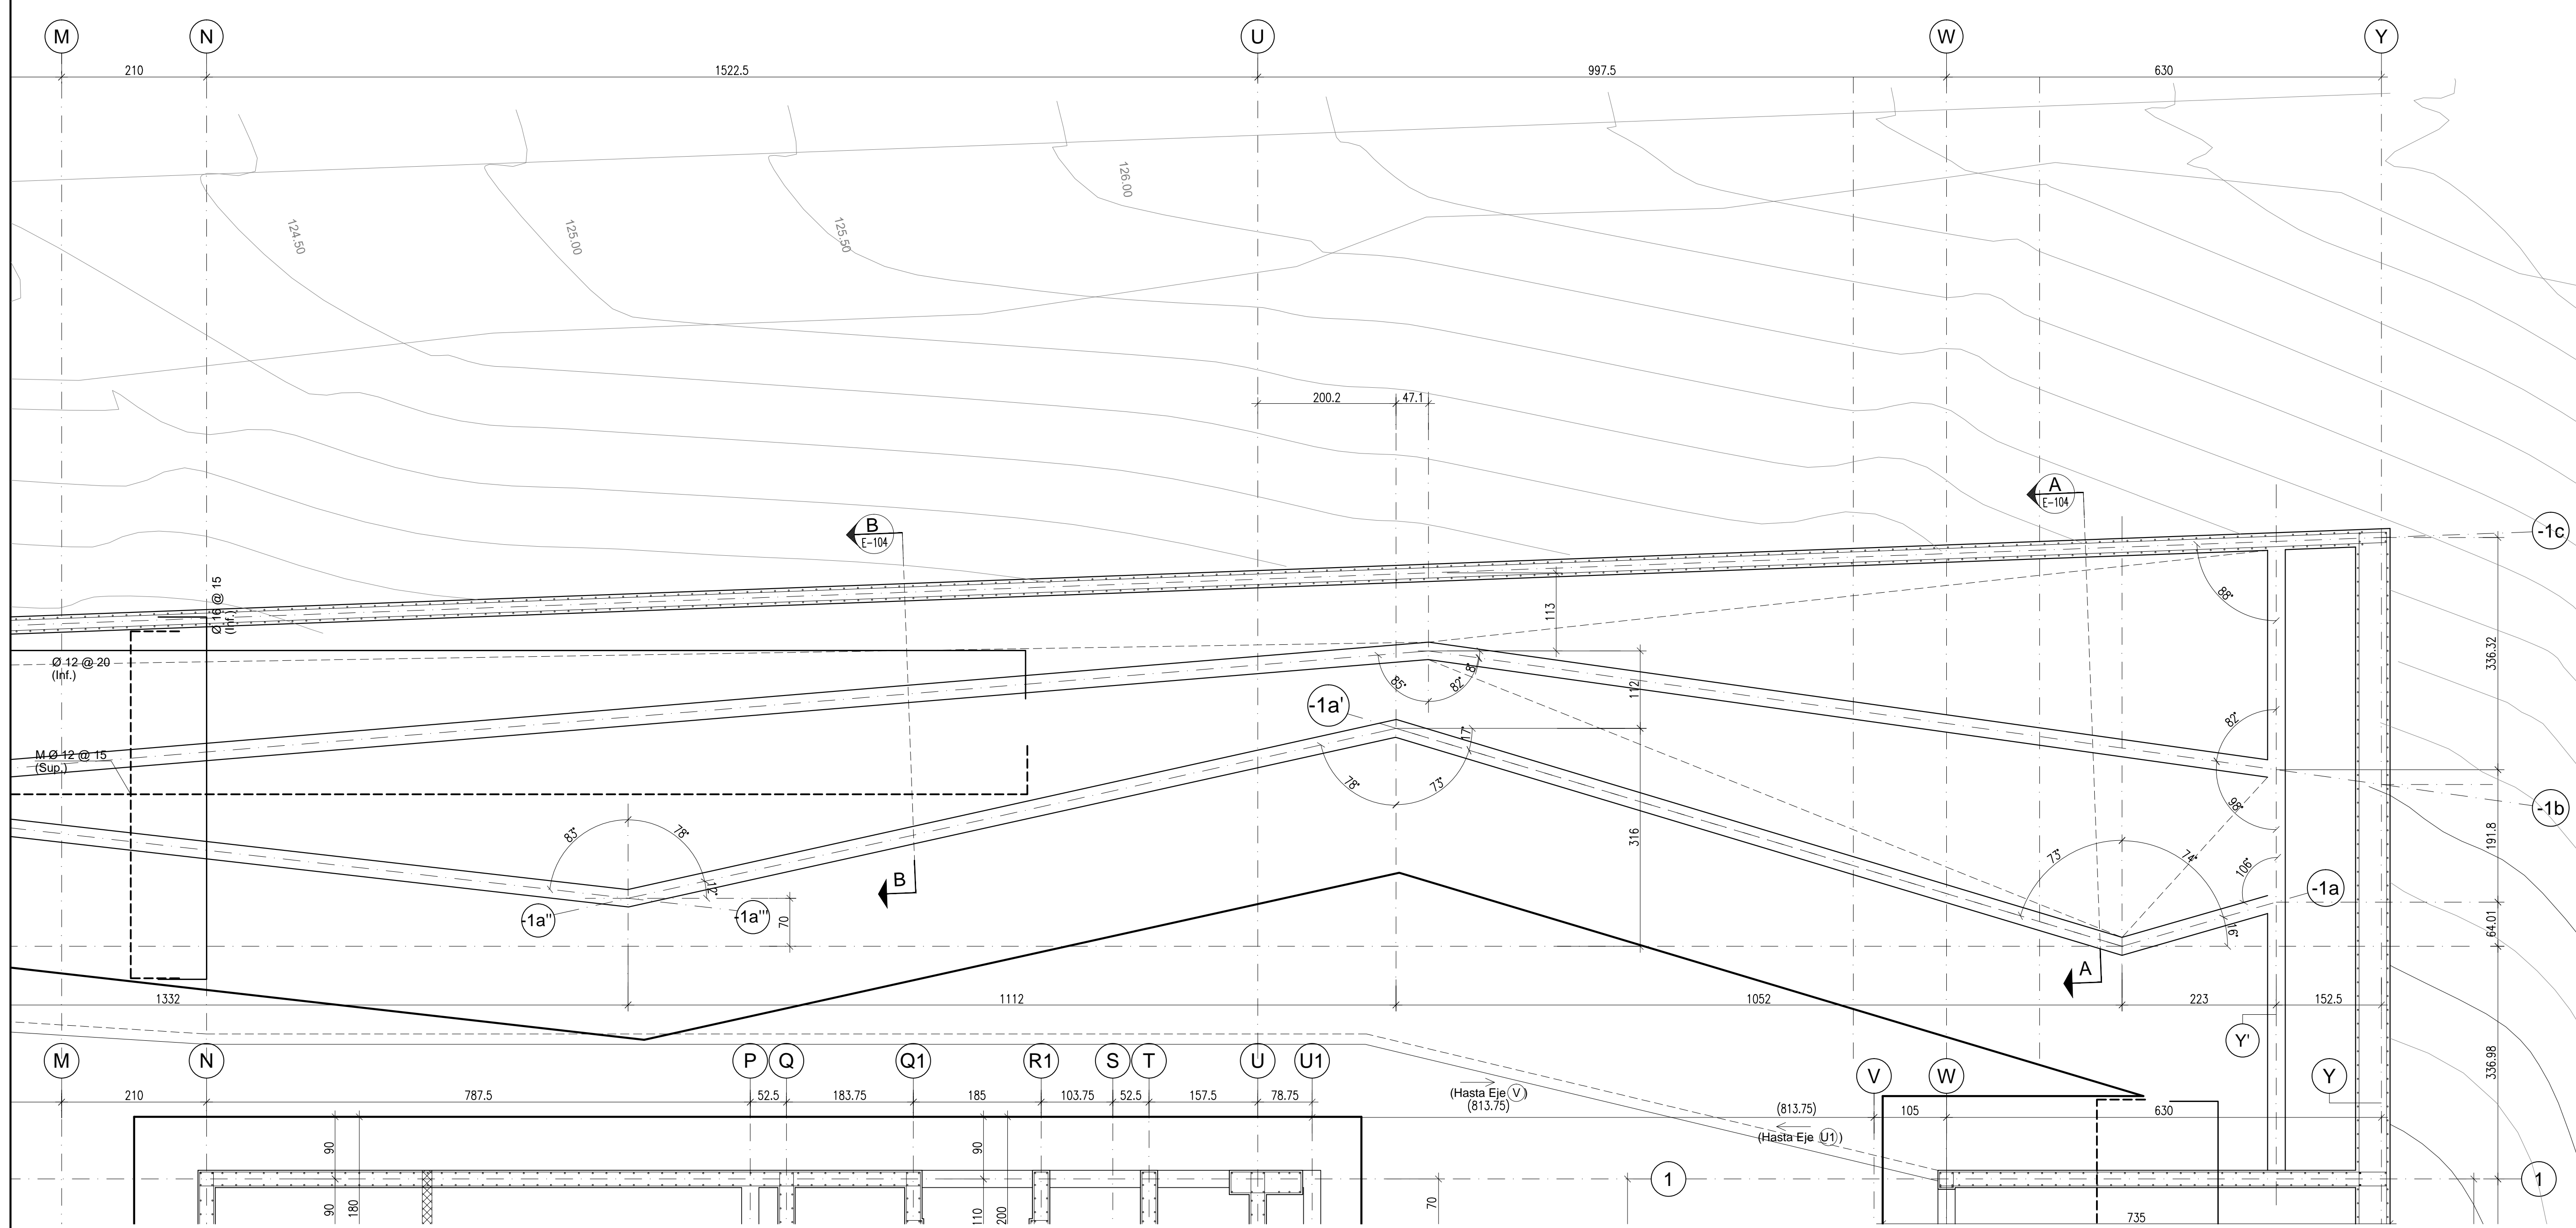 M
N
U
W
Y
210
1522.5
997.5
630
124.50
125.00
125.50
126.00
200.2
47.1
B
E-104
A
E-104
-1c
Ø 16 @ 15
(Inf.)
113
88°
336.32
Ø 12 @ 20
(Inf.)
85°
82°
8°
112
-1a'
17°
78°
73°
82°
98°
-1b
M Ø 12 @ 15
(Sup.)
83°
78°
12°
316
191.8
73°
74°
106°
-1a
16°
B
-1a''
-1a'''
70
64.01
A
1332
1112
1052
223
152.5
Y'
336.98
M
N
P
Q
Q1
R1
S
T
U
U1
V
W
Y
210
787.5
52.5
183.75
185
103.75
52.5
157.5
78.75
(Hasta Eje V)
(813.75)
(813.75)
(Hasta Eje U1)
105
630
90
90
1
1
90
180
110
200
70
735